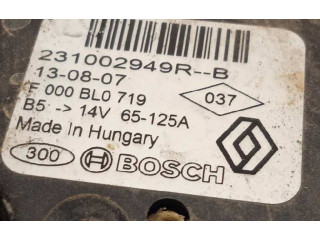 231002949R--B
13-08-07
F 000 BL0 719
037
B5 -> 14V 65-125A
Made in Hungary
300 BOSCH